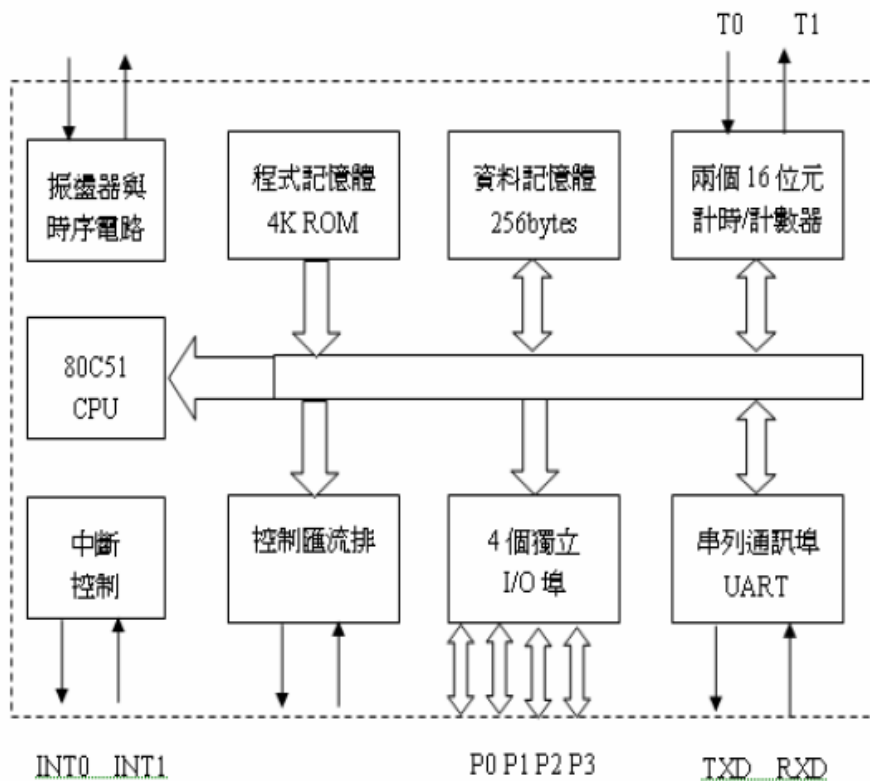 T0 T1
振盪器與
時序電路
程式記憶體
4K ROM
資料記憶體
256bytes
兩個 16 位元
計時/計數器
80C51
CPU
中斷
控制
控制匯流排
4 個獨立
I/O 埠
串列通訊埠
UART
INT0 INT1
P0 P1 P2 P3
TXD RXD